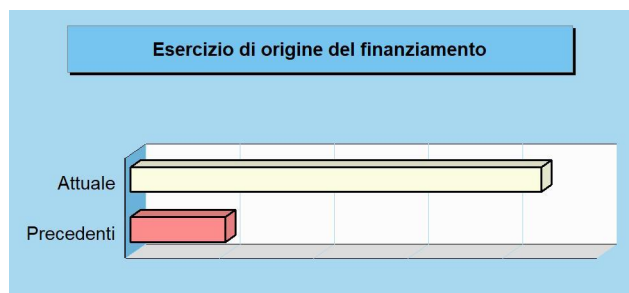 Esercizio di origine del finanziamento
Attuale
Precedenti